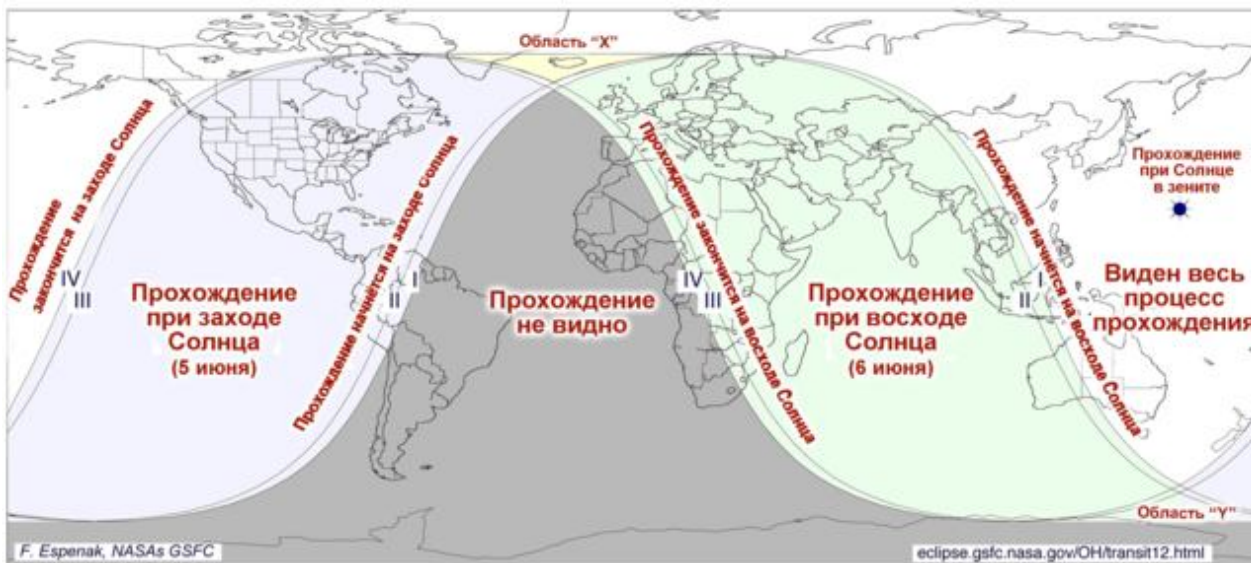 Область “X”
Прохождение
закончится на заходе Солнца
IV
III
Прохождение
при заходе
Солнца
(5 июня)
Прохождение начнётся на заходе Солнца
I
II
Прохождение
не видно
Прохождение закончится на восходе Солнца
IV
III
Прохождение
при восходе
Солнца
(6 июня)
Прохождение начнётся на восходе Солнца
I
II
Прохождение
при Солнце
в зените
Виден весь
процесс
прохождения
Область “Y”
F. Espenak, NASAs GSFC
eclipse.gsfc.nasa.gov/OH/transit12.html